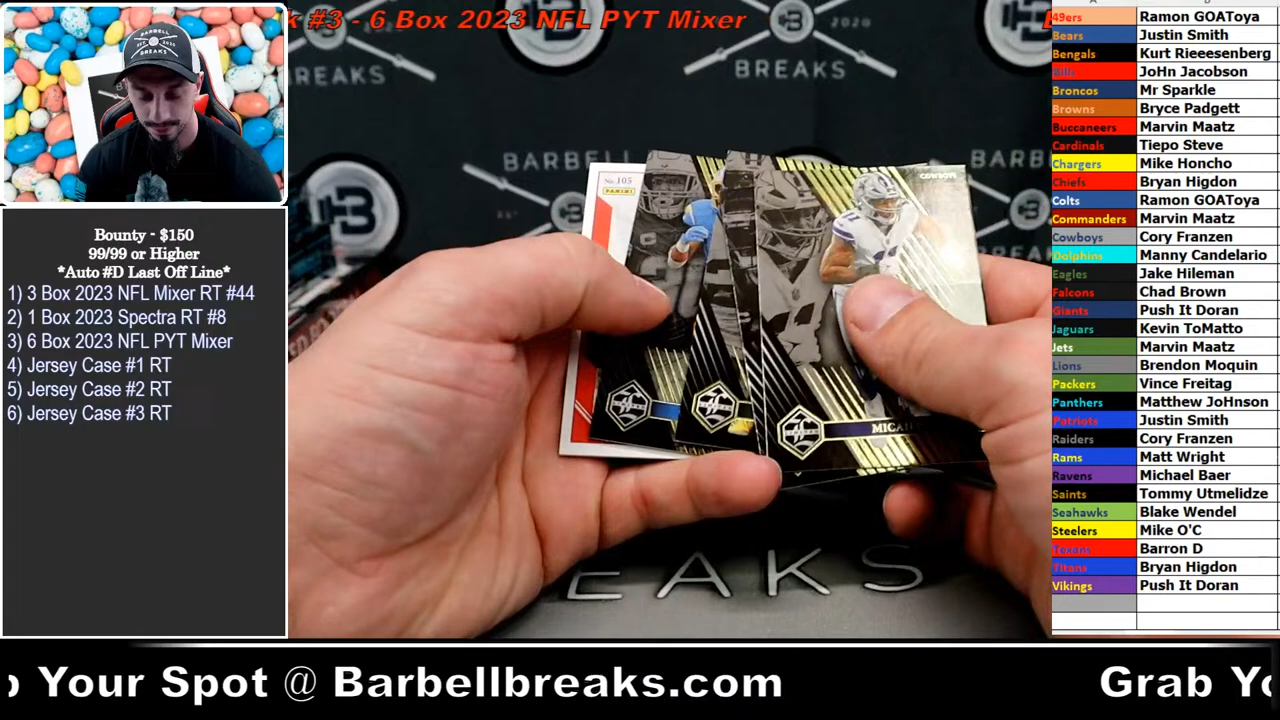 k #3 - 6 Box 2023 NFL PYT Mixer
BARBELL
BREAKS
Bounty - $150
99/99 or Higher
*Auto #D Last Off Line*
1) 3 Box 2023 NFL Mixer RT #44
2) 1 Box 2023 Spectra RT #8
3) 6 Box 2023 NFL PYT Mixer
4) Jersey Case #1 RT
5) Jersey Case #2 RT
6) Jersey Case #3 RT
2020
BREAKS
BREAKS
BARBELL
No. 105
PANINI
COWBOYS
LIMITED
LIMITED
LIMITED
MICA
EAKS
49ers Ramon GOAToya
Bears Justin Smith
Bengals Kurt Rieeesenberg
Bills JoHn Jacobson
Broncos Mr Sparkle
Browns Bryce Padgett
Buccaneers Marvin Maatz
Cardinals Tiepo Steve
Chargers Mike Honcho
Chiefs Bryan Higdon
Colts Ramon GOAToya
Commanders Marvin Maatz
Cowboys Cory Franzen
Dolphins Manny Candelario
Eagles Jake Hileman
Falcons Chad Brown
Giants Push It Doran
Jaguars Kevin ToMatto
Jets Marvin Maatz
Lions Brendon Moquin
Packers Vince Freitag
Panthers Matthew JoHnson
Patriots Justin Smith
Raiders Cory Franzen
Rams Matt Wright
Ravens Michael Baer
Saints Tommy Utmelidze
Seahawks Blake Wendel
Steelers Mike O'C
Texans Barron D
Titans Bryan Higdon
Vikings Push It Doran
b Your Spot @ Barbellbreaks.com Grab Yo